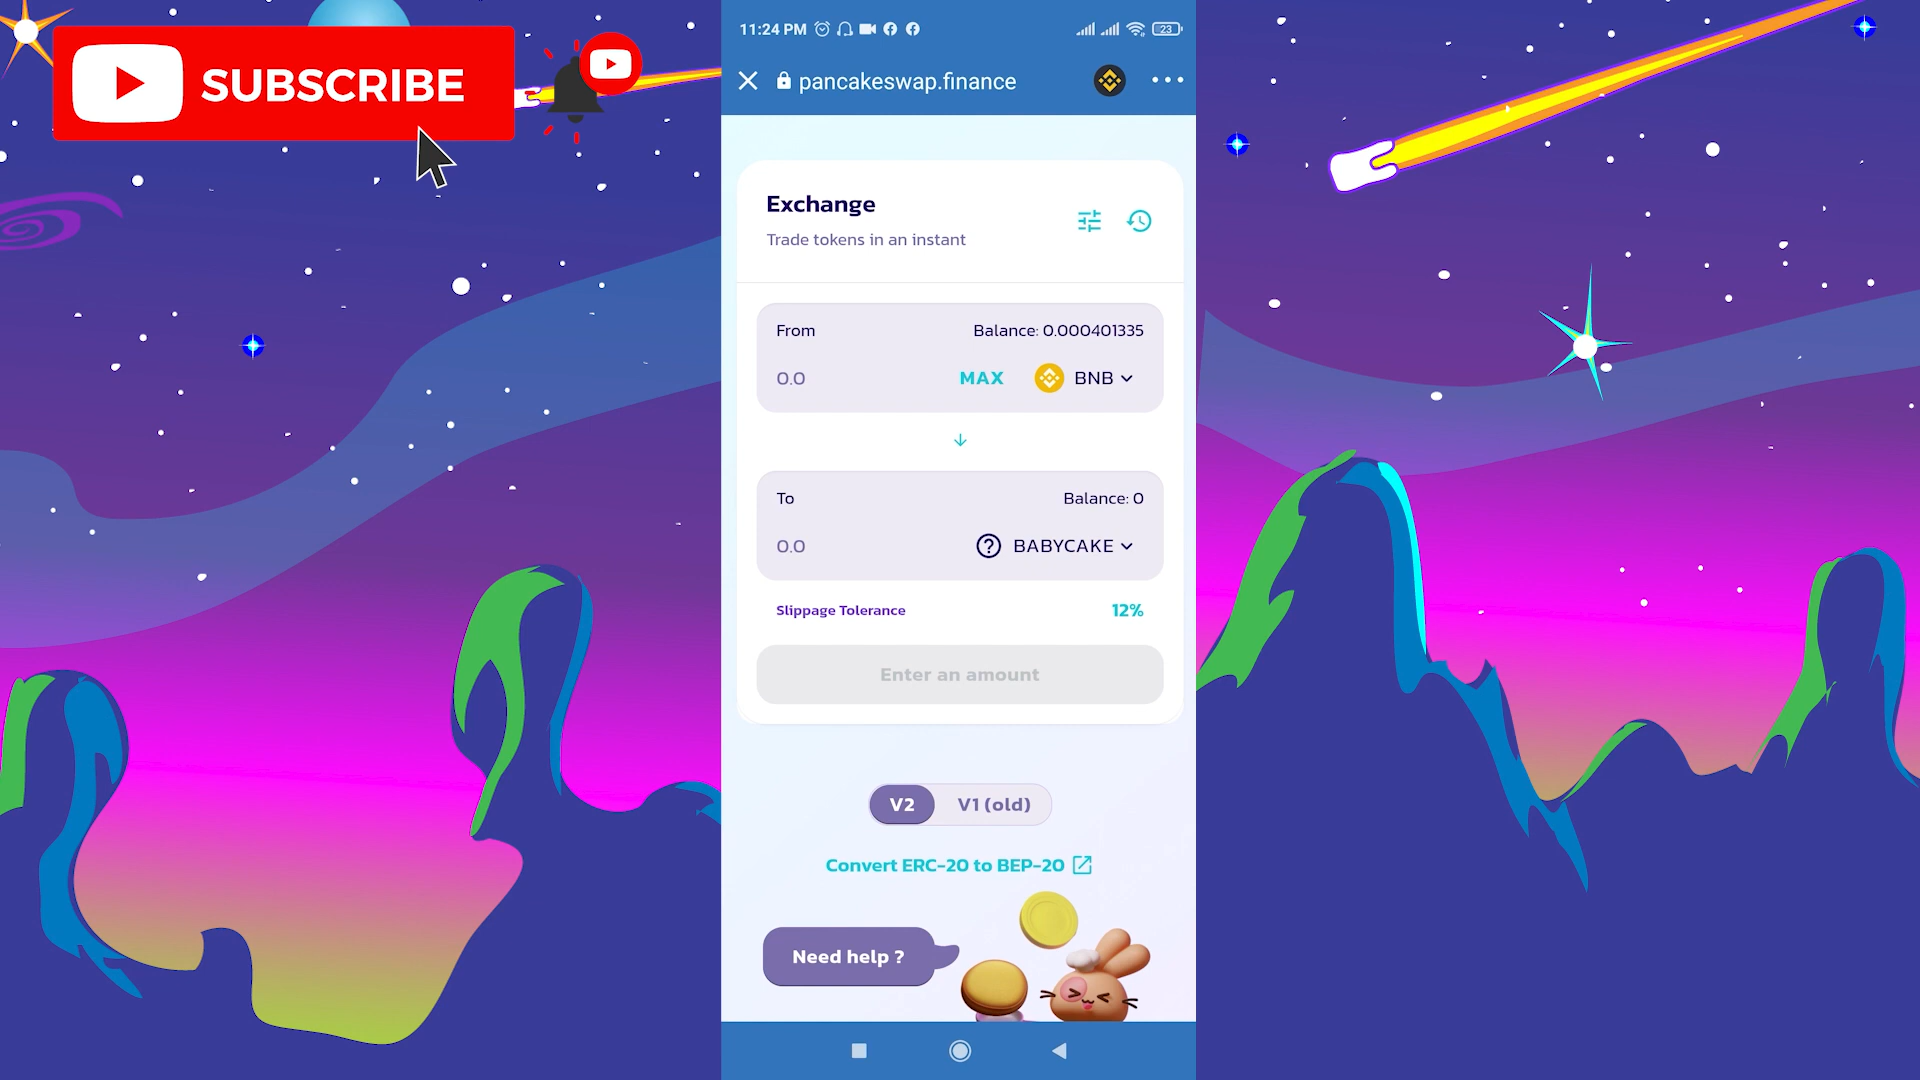 SUBSCRIBE
11:24 PM
23
pancakeswap.finance
Exchange
Trade tokens in an instant
From
Balance: 0.000401335
0.0
MAX
BNB
To
Balance: 0
0.0
BABYCAKE
Slippage Tolerance
12%
Enter an amount
V2
V1 (old)
Convert ERC-20 to BEP-20
Need help ?